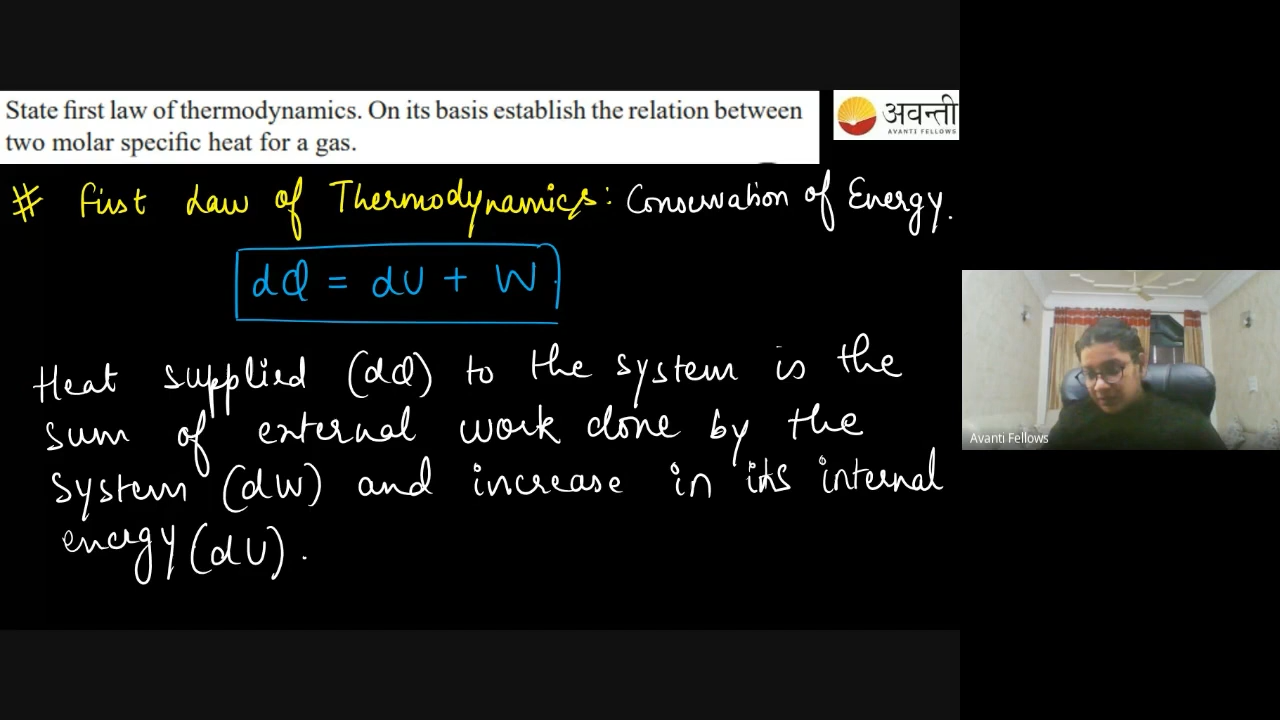 State first law of thermodynamics. On its basis establish the relation between
two molar specific heat for a gas.
अवन्ती
AVANTI FELLOWS
# First Law of Thermodynamics: Conservation of Energy.
dQ = dU + W.
Heat supplied (dQ) to the system is the
sum of external work done by the
system (dW) and increase in its internal
energy (dU).
Avanti Fellows